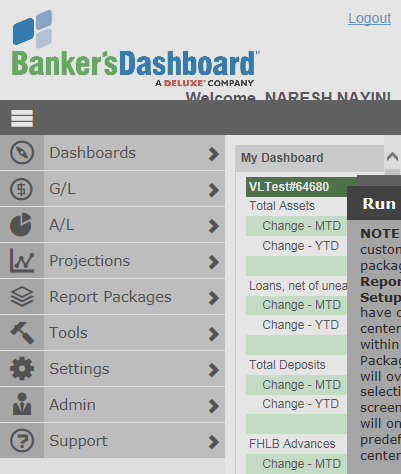 Logout
Banker'sDashboard™
A DELUXE® COMPANY
Welcome, NARESH NAYINI
Dashboards
G/L
A/L
Projections
Report Packages
Tools
Settings
Admin
Support
My Dashboard
VLTest#64680
Total Assets
Change - MTD
Change - YTD
Loans, net of unea
Change - MTD
Change - YTD
Total Deposits
Change - MTD
Change - YTD
FHLB Advances
Change - MTD
Change - YTD
Run
NOTE
custom
packag
Repor
Setup
have c
center
within
Packag
will ov
selecti
screen
will on
predef
center